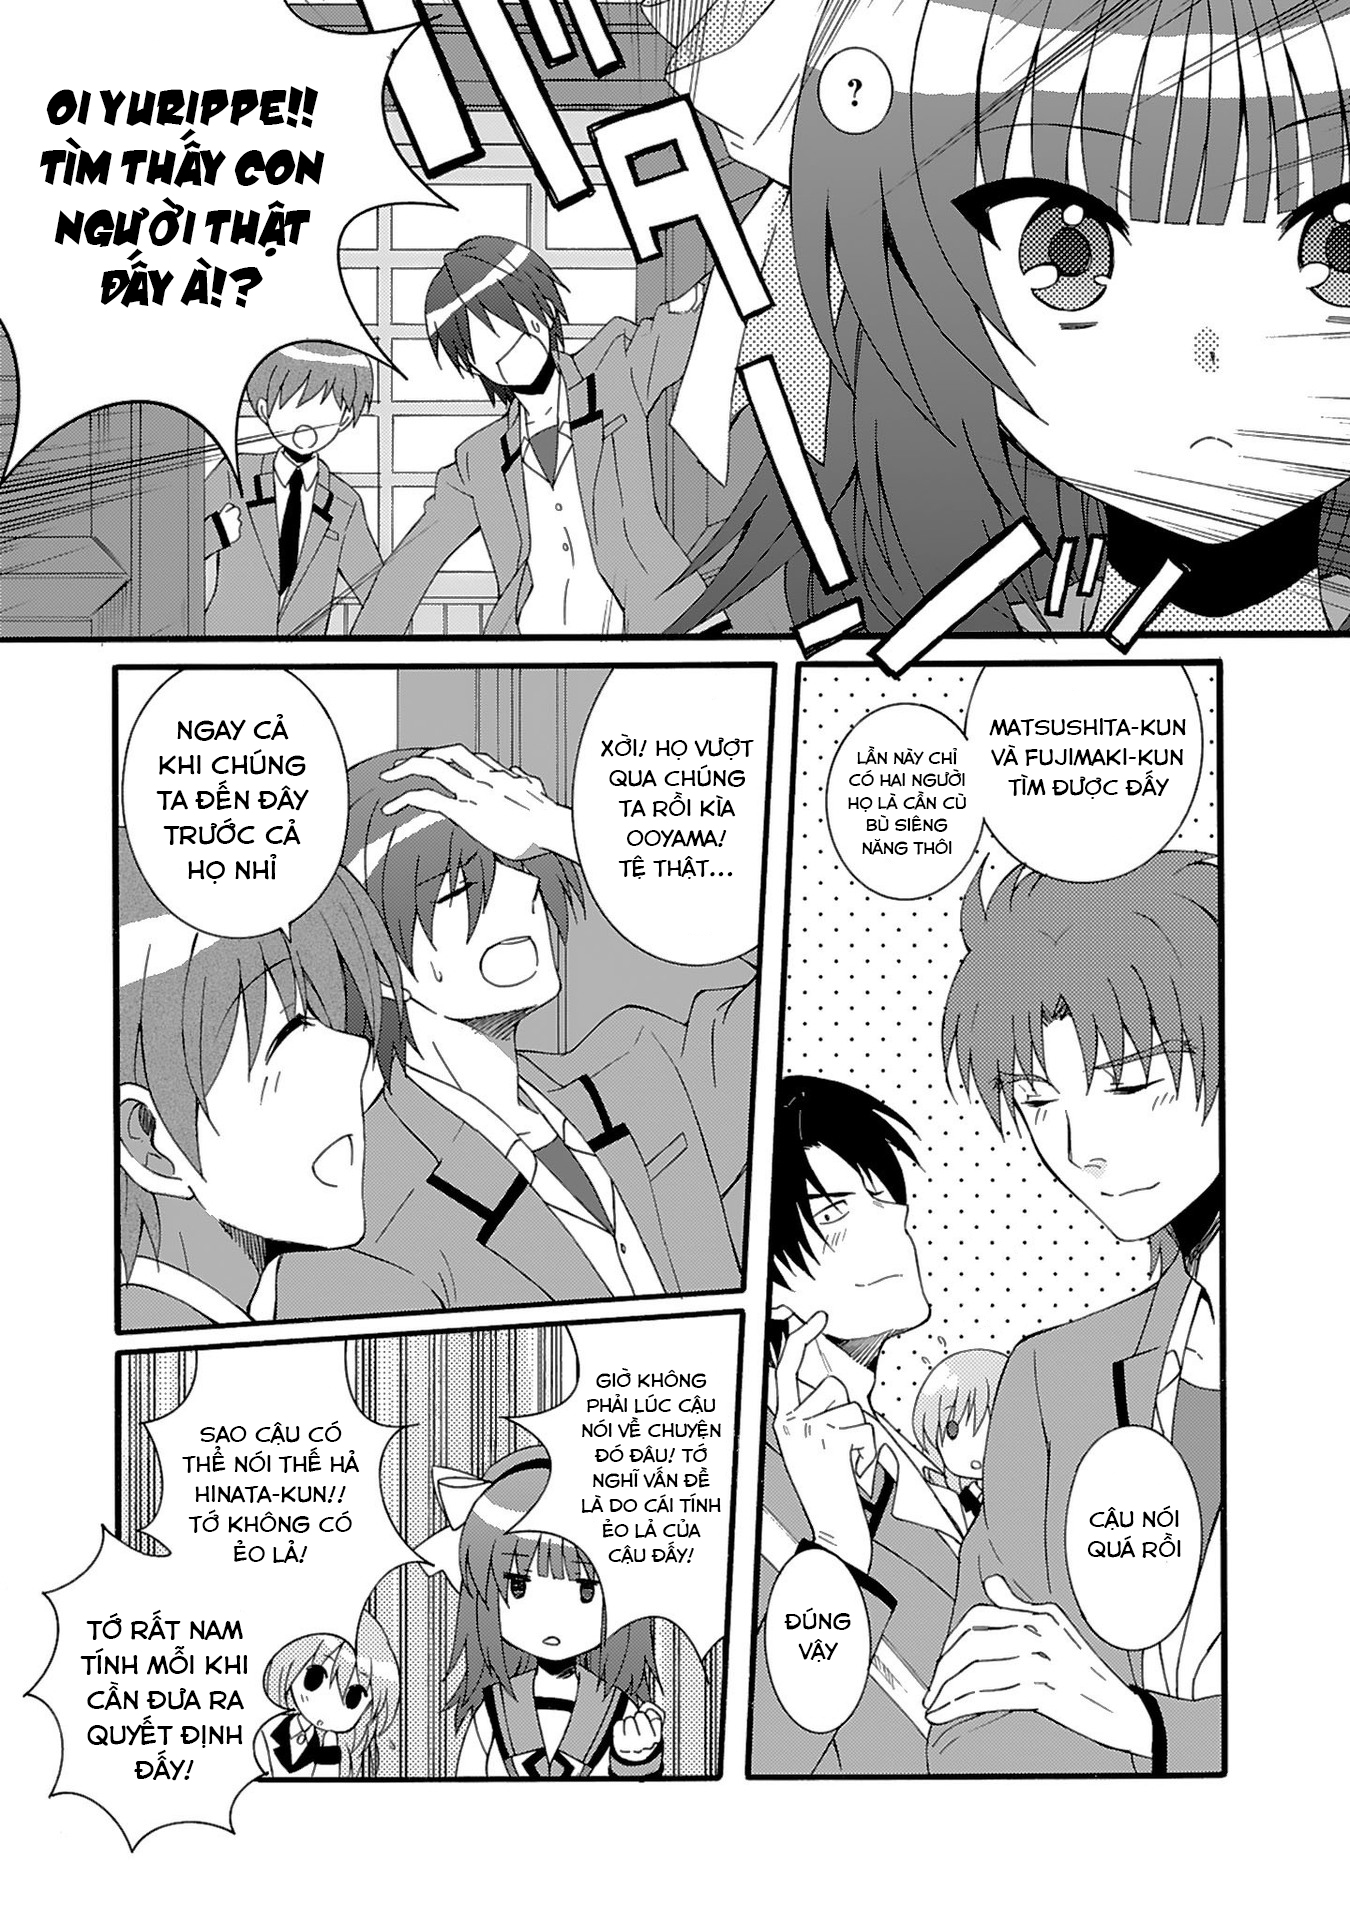 ?
OI YURIPPE!!
TÌM THẤY CON
NGƯỜI THẬT
ĐẤY À!?
MATSUSHITA-KUN
VÀ FUJIMAKI-KUN
TÌM ĐƯỢC ĐẤY
LẦN NÀY CHỈ
CÓ HAI NGƯỜI
HỌ LÀ CẦN CÙ
BÙ SIÊNG
NĂNG THÔI
XỜI! HỌ VƯỢT
QUA CHÚNG
TA RỒI KÌA
OOYAMA!
TỆ THẬT...
NGAY CẢ
KHI CHÚNG
TA ĐẾN ĐÂY
TRƯỚC CẢ
HỌ NHỈ
CẬU NÓI
QUÁ RỒI
ĐÚNG
VẬY
GIỜ KHÔNG
PHẢI LÚC CẬU
NÓI VỀ CHUYỆN
ĐÓ ĐÂU! TỚ
NGHĨ VẤN ĐỀ
LÀ DO CÁI TÍNH
ẺO LẢ CỦA
CẬU ĐẤY!
SAO CẬU CÓ
THỂ NÓI THẾ HẢ
HINATA-KUN!!
TỚ KHÔNG CÓ
ẺO LẢ!
TỚ RẤT NAM
TÍNH MỖI KHI
CẦN ĐƯA RA
QUYẾT ĐỊNH
ĐẤY!